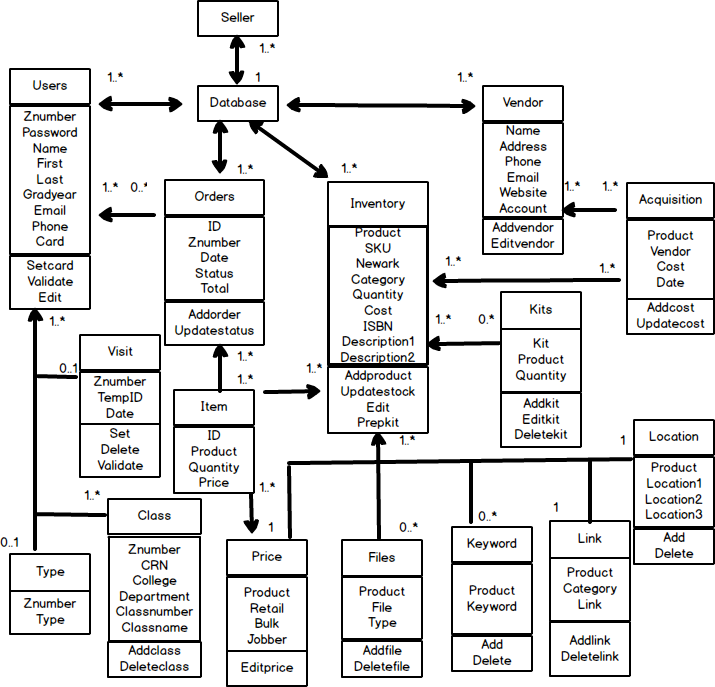 Seller
1..*
1
Database
Users
1..*
Znumber
Password
Name
First
Last
Gradyear
Email
Phone
Card
Setcard
Validate
Edit
1..*
Vendor
Name
Address
Phone
Email
Website
Account
Addvendor
Editvendor
1..*
1..*
Acquisition
Product
Vendor
Cost
Date
Addcost
Updatecost
1..*
0..*
1..*
Orders
ID
Znumber
Date
Status
Total
Addorder
Updatestatus
1..*
Inventory
Product
SKU
Newark
Category
Quantity
Cost
ISBN
Description1
Description2
Addproduct
Updatestock
Edit
Prepkit
1..*
1..*
1..*
0..*
Kits
Kit
Product
Quantity
Addkit
Editkit
Deletekit
1..*
0..1
Visit
Znumber
TempID
Date
Set
Delete
Validate
1..*
1..*
1..*
Item
ID
Product
Quantity
Price
1..*
1
Location
Product
Location1
Location2
Location3
Add
Delete
1..*
1..*
Class
Znumber
CRN
College
Department
Classnumber
Classname
Addclass
Deleteclass
0..1
Type
Znumber
Type
1..*
1
Price
Product
Retail
Bulk
Jobber
Editprice
0..*
Files
Product
File
Type
Addfile
Deletefile
0..*
Keyword
Product
Keyword
Add
Delete
1
Link
Product
Category
Link
Addlink
Deletelink